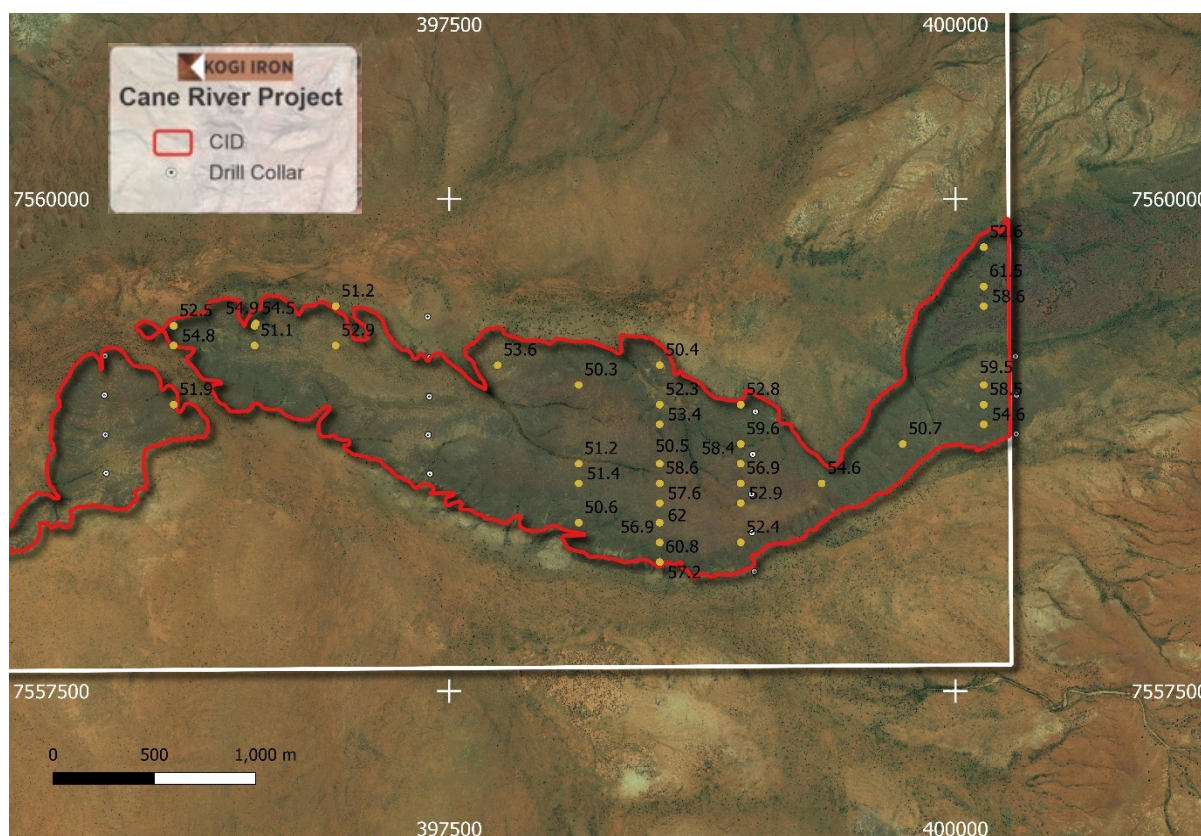 397500 400000
KOGI IRON
Cane River Project
CID
Drill Collar
7560000 7560000
52.6
61.5
58.6
51.2
52.5 54.9 54.5
54.8 51.1 52.9
53.6 50.4
50.3
59.5
51.9 52.3 52.8 58.5
53.4 54.6
59.6
50.7
51.2 50.5 58.4
51.4 58.6 56.9 54.6
57.6 52.9
50.6 56.9 62
52.4
60.8
57.2
7557500 7557500
0 500 1,000 m
397500 400000